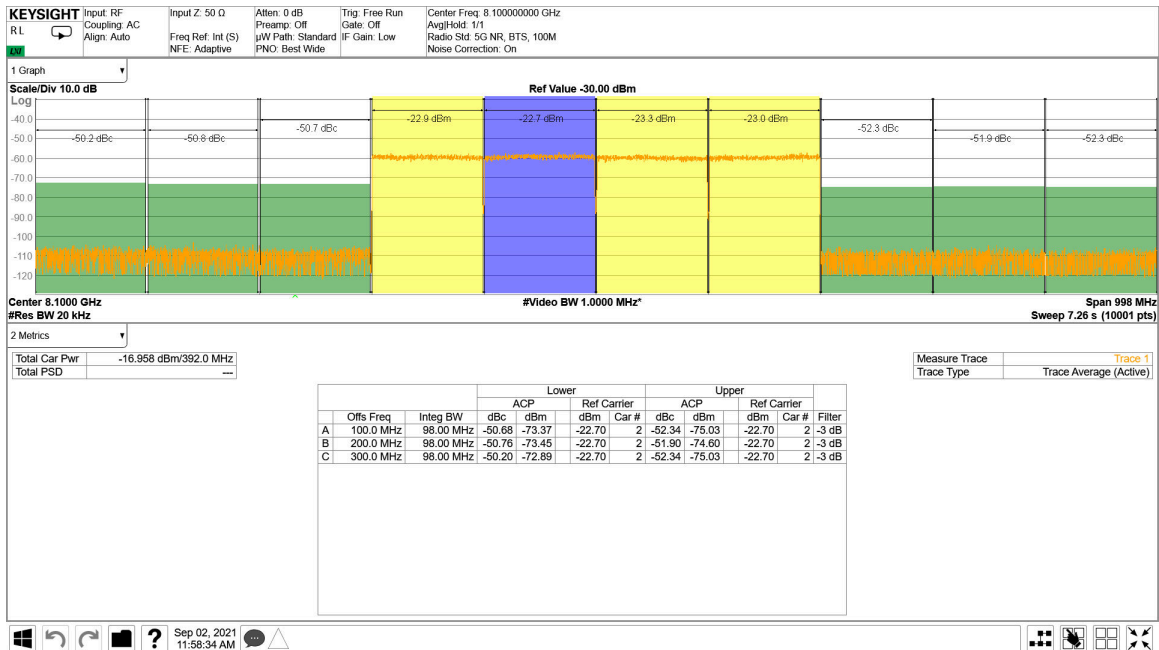 KEYSIGHT Input: RF Input Z: 50 Ω Atten: 0 dB Trig: Free Run Center Freq: 8.100000000 GHz
RL Coupling: AC Preamp: Off Gate: Off Avg|Hold: 1/1
Align: Auto Freq Ref: Int (S) µW Path: Standard IF Gain: Low Radio Std: 5G NR, BTS, 100M
LXI NFE: Adaptive PNO: Best Wide Noise Correction: On
1 Graph
Scale/Div 10.0 dB Ref Value -30.00 dBm
Log
-40.0 -22.9 dBm -22.7 dBm -23.3 dBm -23.0 dBm
-50.7 dBc -52.3 dBc
-50.0 -50.2 dBc -50.8 dBc -51.9 dBc -52.3 dBc
-60.0
-70.0
-80.0
-90.0
-100
-110
-120
Center 8.1000 GHz #Video BW 1.0000 MHz* Span 998 MHz
#Res BW 20 kHz Sweep 7.26 s (10001 pts)
2 Metrics
Total Car Pwr -16.958 dBm/392.0 MHz Measure Trace Trace 1
Total PSD --- Trace Type Trace Average (Active)
Lower Upper
ACP Ref Carrier ACP Ref Carrier
Offs Freq Integ BW dBc dBm dBm Car # dBc dBm dBm Car # Filter
A 100.0 MHz 98.00 MHz -50.68 -73.37 -22.70 2 -52.34 -75.03 -22.70 2 -3 dB
B 200.0 MHz 98.00 MHz -50.76 -73.45 -22.70 2 -51.90 -74.60 -22.70 2 -3 dB
C 300.0 MHz 98.00 MHz -50.20 -72.89 -22.70 2 -52.34 -75.03 -22.70 2 -3 dB
? Sep 02, 2021
11:58:34 AM